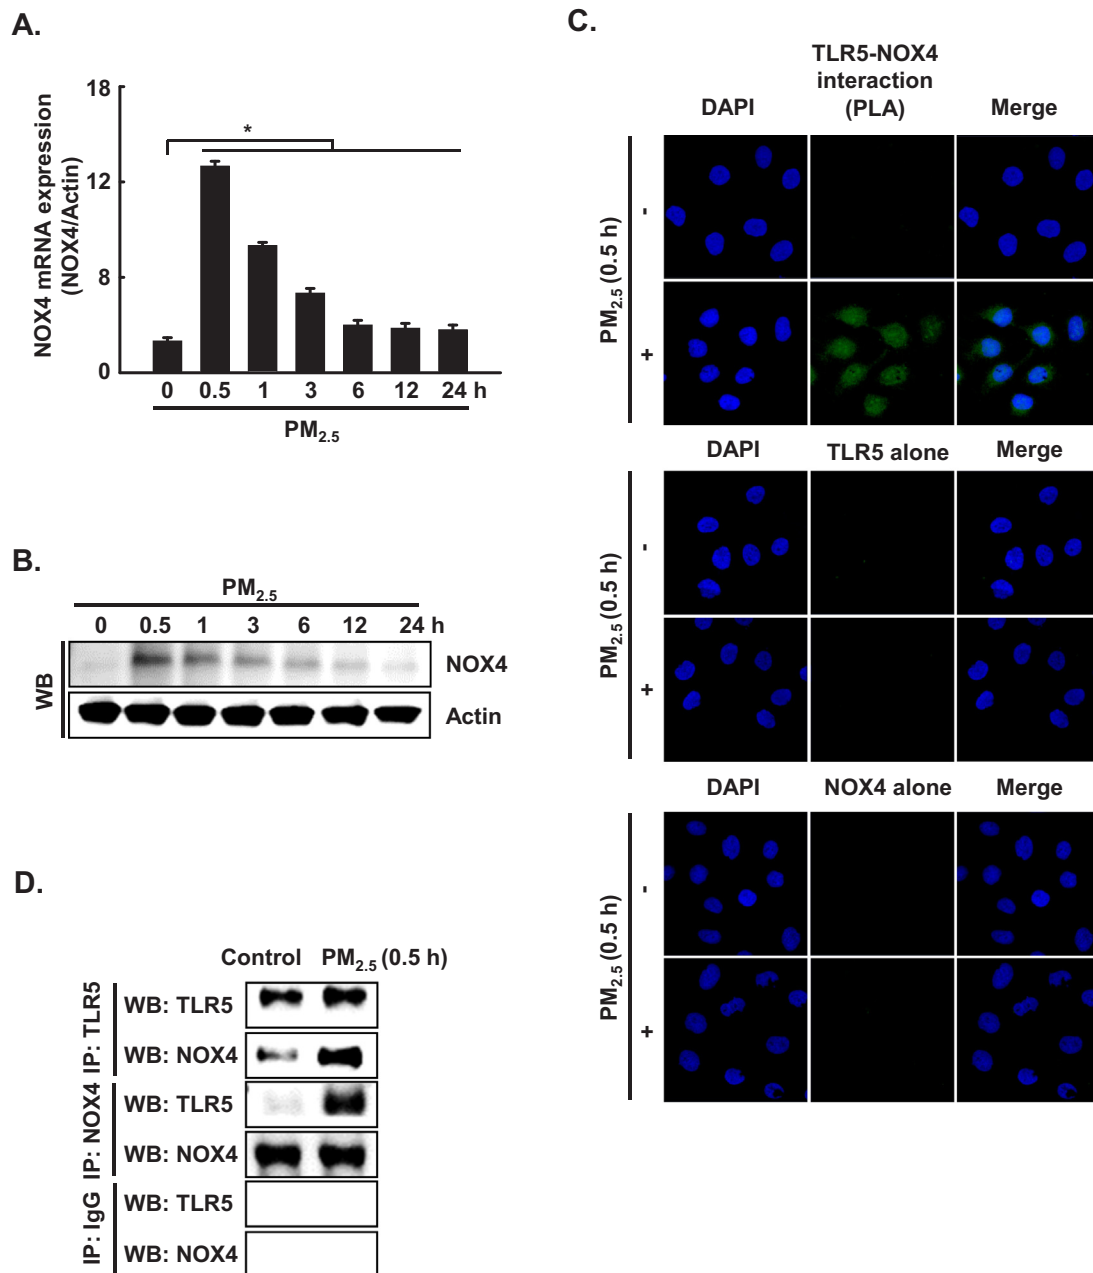 A.
NOX4 mRNA expression
(NOX4/Actin)
18
12
8
0
*
0 0.5 1 3 6 12 24 h
PM2.5
B.
PM2.5
0 0.5 1 3 6 12 24 h
WB
NOX4
Actin
C.
TLR5-NOX4
interaction
(PLA)
DAPI
Merge
PM2.5 (0.5 h)
-
+
DAPI TLR5 alone Merge
PM2.5 (0.5 h)
-
+
DAPI NOX4 alone Merge
PM2.5 (0.5 h)
-
+
D.
Control PM2.5 (0.5 h)
IP: TLR5
WB: TLR5
WB: NOX4
IP: NOX4
WB: TLR5
WB: NOX4
IP: IgG
WB: TLR5
WB: NOX4